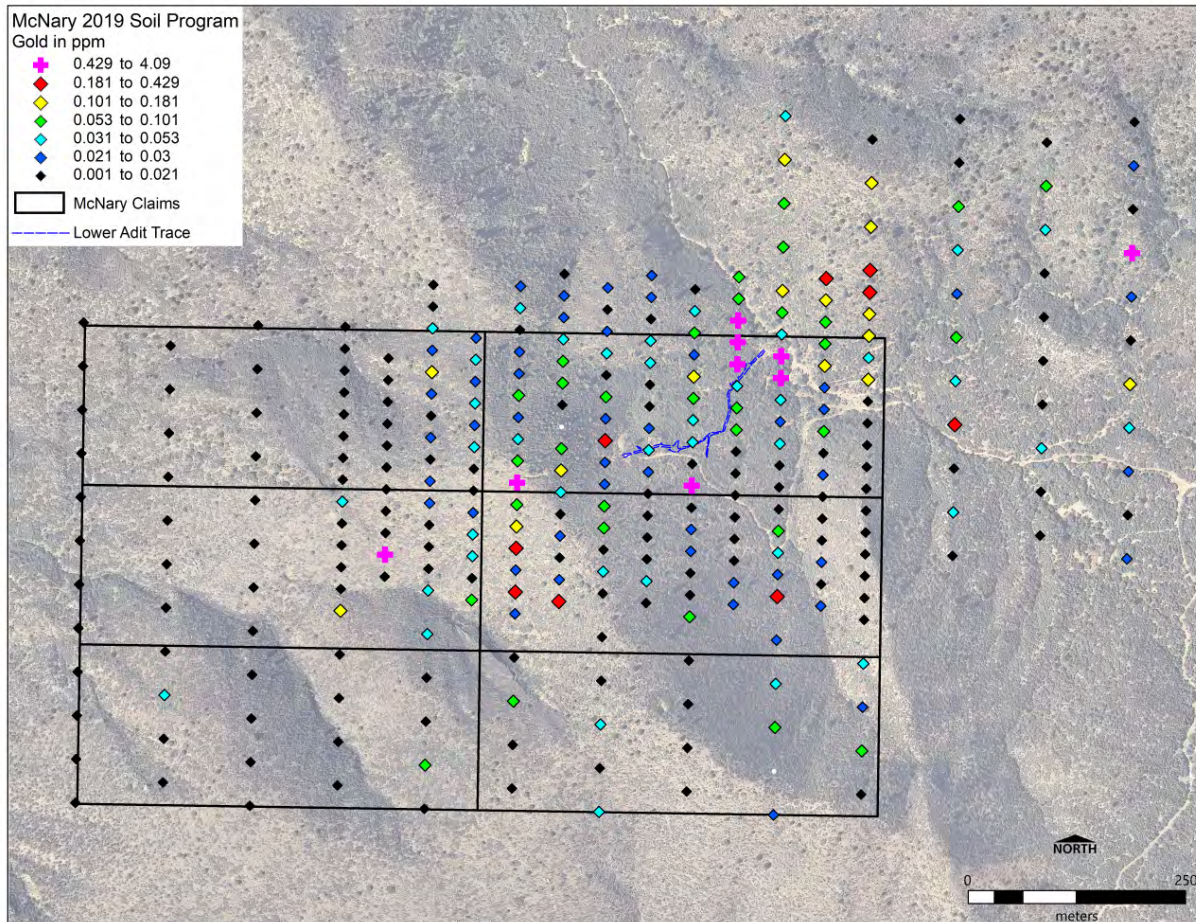 McNary 2019 Soil Program
Gold in ppm
0.429 to 4.09
0.181 to 0.429
0.101 to 0.181
0.053 to 0.101
0.031 to 0.053
0.021 to 0.03
0.001 to 0.021
McNary Claims
Lower Adit Trace
NORTH
0 250
meters